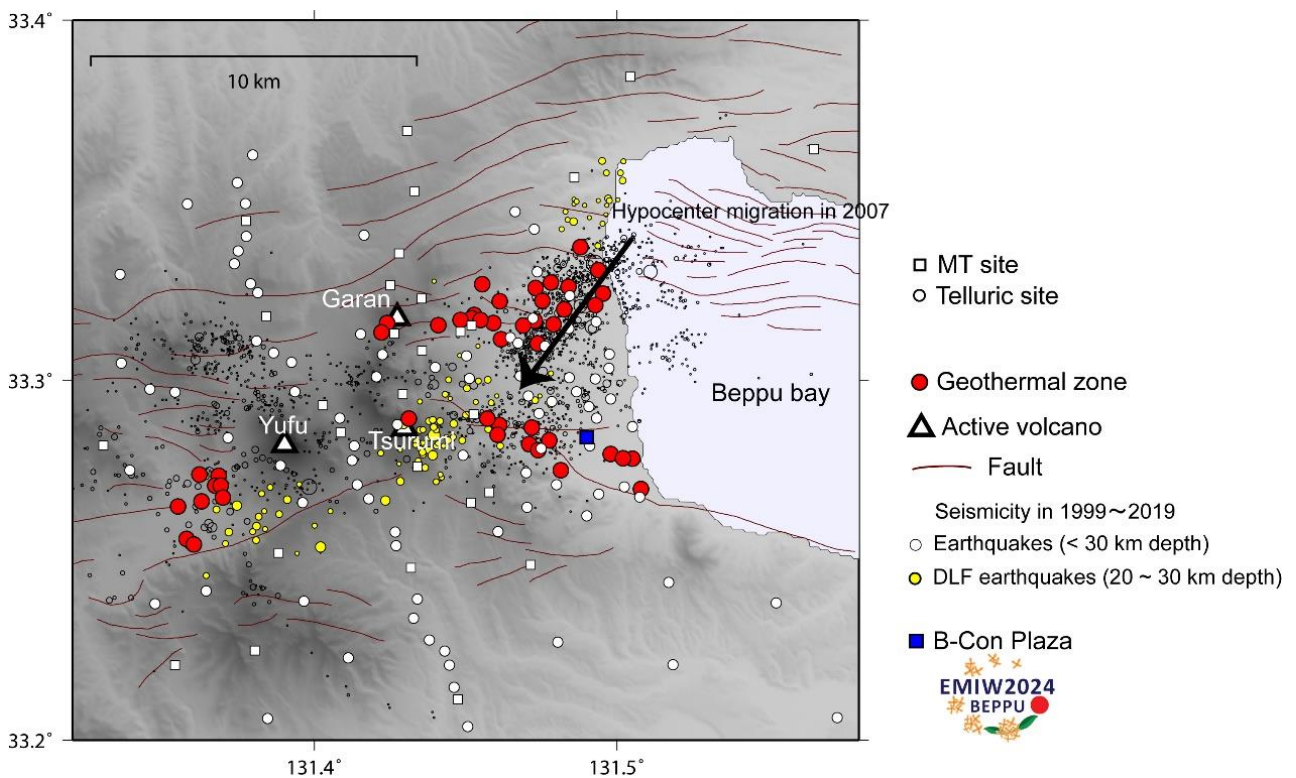 33.4˚
10 km
Hypocenter migration in 2007
Garan
33.3˚
Beppu bay
Yufu
Tsurumi
33.2˚
131.4˚
131.5˚
MT site
Telluric site
Geothermal zone
Active volcano
Fault
Seismicity in 1999～2019
Earthquakes (< 30 km depth)
DLF earthquakes (20 ~ 30 km depth)
B-Con Plaza
EMIW2024
BEPPU